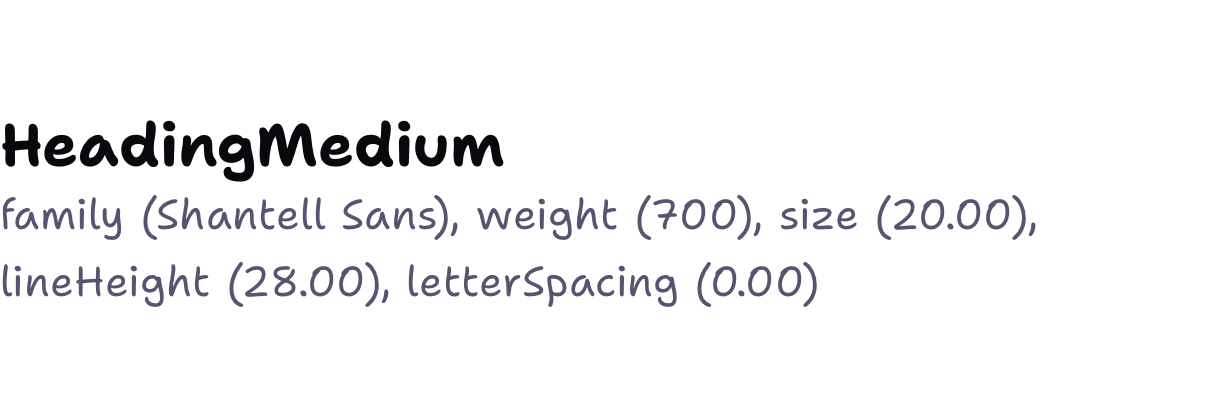 HeadingMedium
family (Shantell Sans), weight (700), size (20.00),
lineHeight (28.00), letterSpacing (0.00)